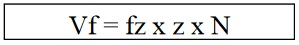 Vf = fz x z x N